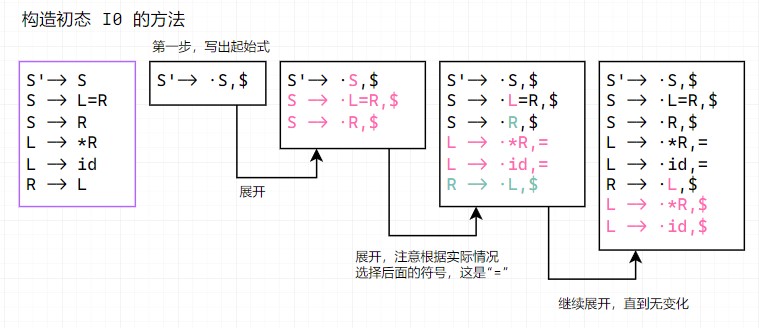 构造初态 I0 的方法
第一步，写出起始式
S'→ S
S → L=R
S → R
L → *R
L → id
R → L
S'→ ·S,$
S'→ ·S,$
S → ·L=R,$
S → ·R,$
S'→ ·S,$
S → ·L=R,$
S → ·R,$
L → ·*R,=
L → ·id,=
R → ·L,$
S'→ ·S,$
S → ·L=R,$
S → ·R,$
L → ·*R,=
L → ·id,=
R → ·L,$
L → ·*R,$
L → ·id,$
展开
展开，注意根据实际情况
选择后面的符号，这是“=”
继续展开，直到无变化